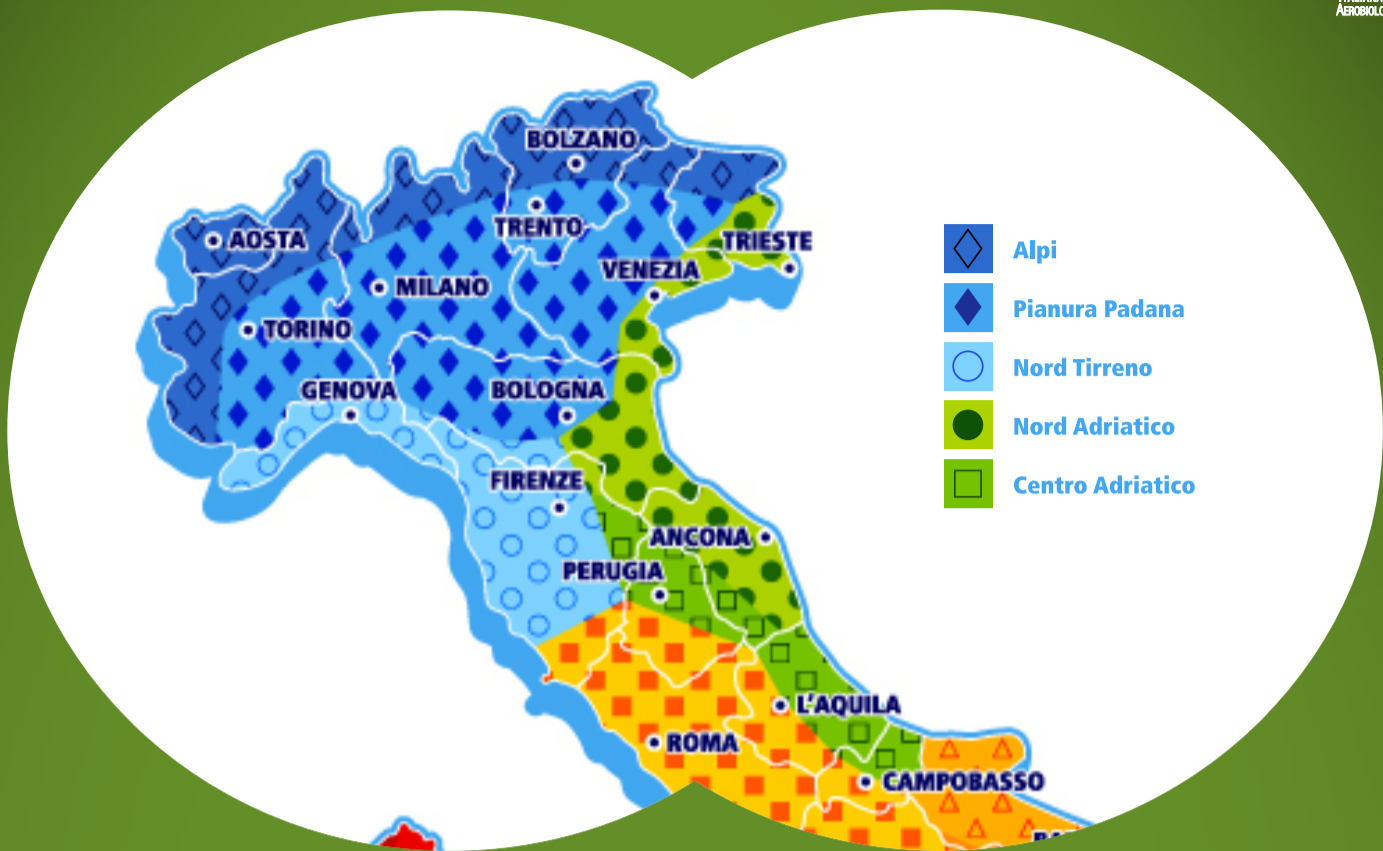 AEROBIOLO
BOLZANO
AOSTA
TRENTO
TRIESTE
VENEZIA
MILANO
TORINO
GENOVA
BOLOGNA
FIRENZE
ANCONA
PERUGIA
L'AQUILA
ROMA
CAMPOBASSO
Alpi
Pianura Padana
Nord Tirreno
Nord Adriatico
Centro Adriatico